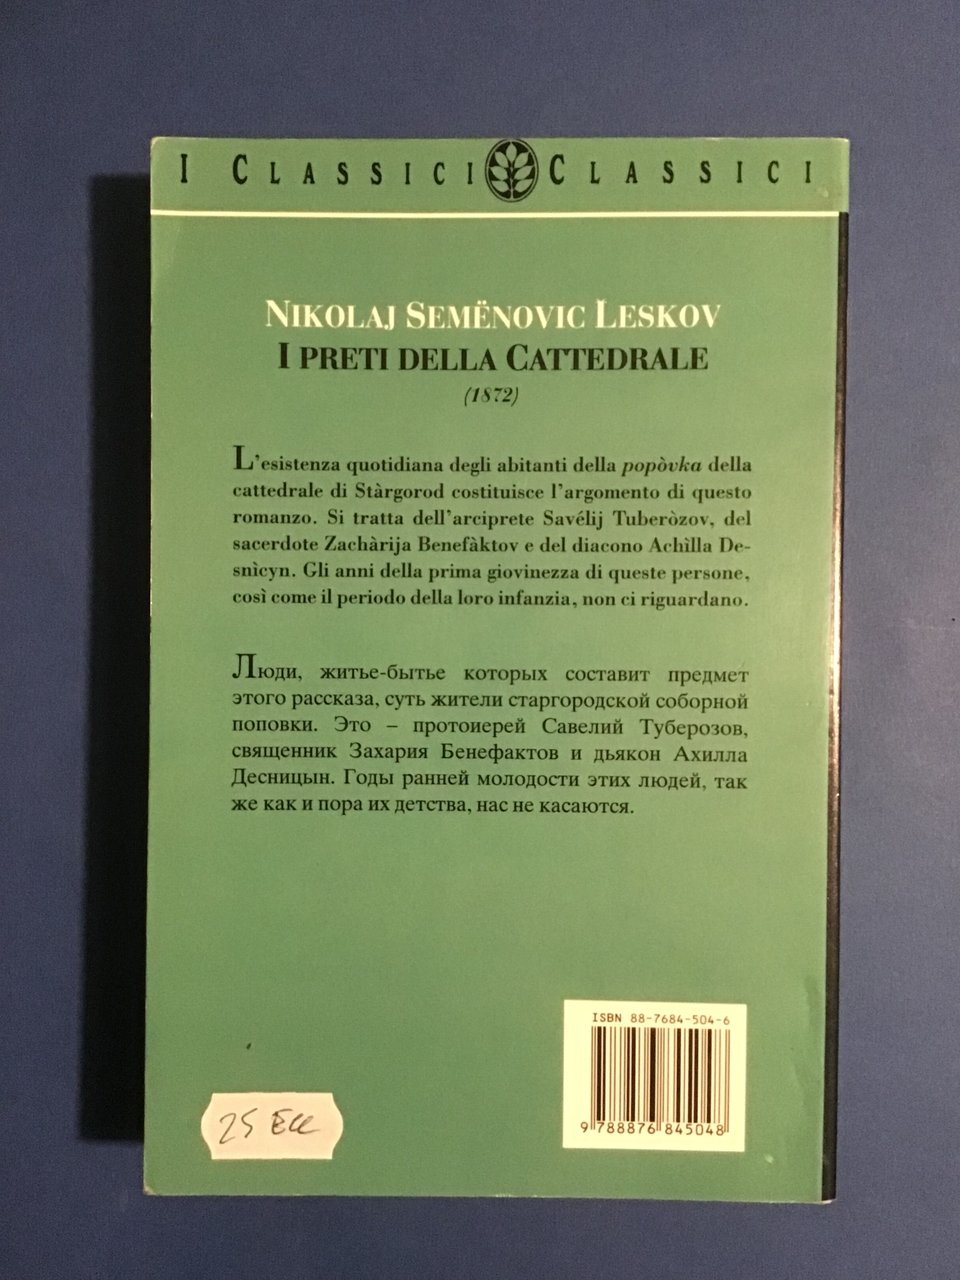 I CLASSICI CLASSICI
NIKOLAJ SEMËNOVIC LESKOV
I PRETI DELLA CATTEDRALE
(1872)
L'esistenza quotidiana degli abitanti della popòvka della
cattedrale di Stàrgorod costituisce l'argomento di questo
romanzo. Si tratta dell'arciprete Savélij Tuberòzov, del
sacerdote Zachàrija Benefàktov e del diacono Achìlla De-
snìcyn. Gli anni della prima giovinezza di queste persone,
così come il periodo della loro infanzia, non ci riguardano.
Люди, житье-бытье которых составит предмет
этого рассказа, суть жители старгородской соборной
поповки. Это – протоиерей Савелий Туберозов,
священник Захария Бенефактов и дьякон Ахилла
Десницын. Годы ранней молодости этих людей, так
же как и пора их детства, нас не касаются.
ISBN 88-7684-504-6
9 788876 845048
25